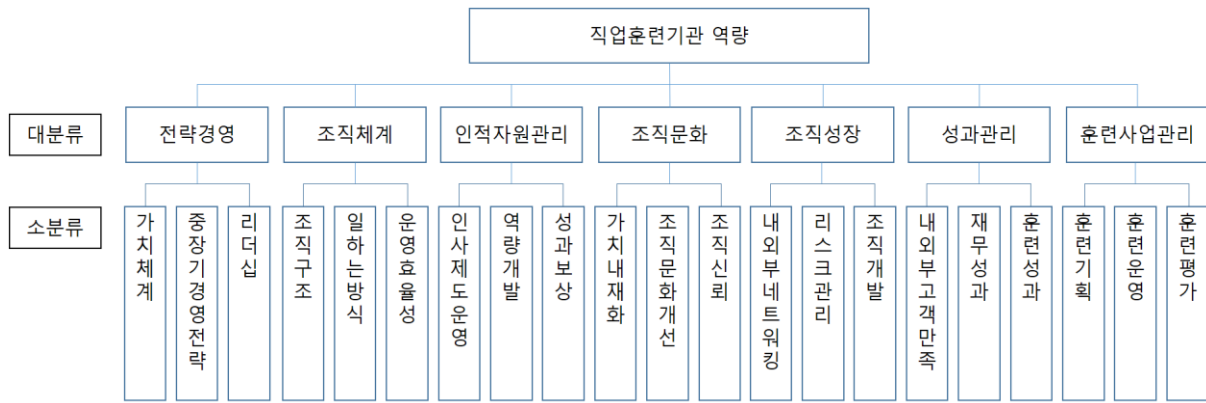 직업훈련기관 역량
대분류
전략경영
조직체계
인적자원관리
조직문화
조직성장
성과관리
훈련사업관리
소분류
가치체계
중장기경영전략
리더십
조직구조
일하는방식
운영효율성
인사제도운영
역량개발
성과보상
가치내재화
조직문화개선
조직신뢰
내외부네트워킹
리스크관리
조직개발
내외부고객만족
재무성과
훈련성과
훈련기획
훈련운영
훈련평가